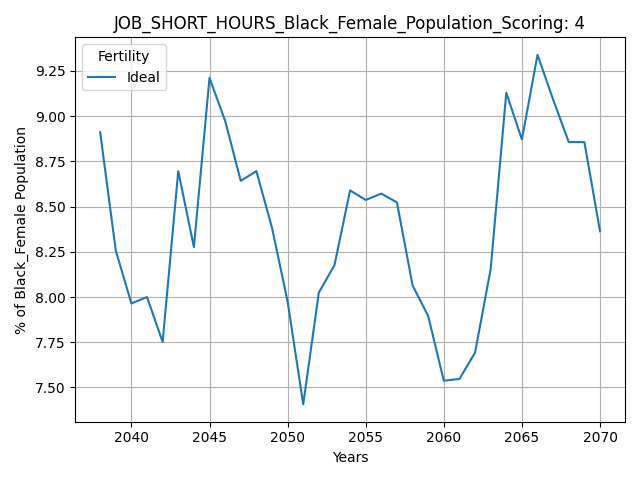 JOB_SHORT_HOURS_Black_Female_Population_Scoring: 4
Fertility
Ideal
% of Black_Female Population
9.25
9.00
8.75
8.50
8.25
8.00
7.75
7.50
2040 2045 2050 2055 2060 2065 2070
Years